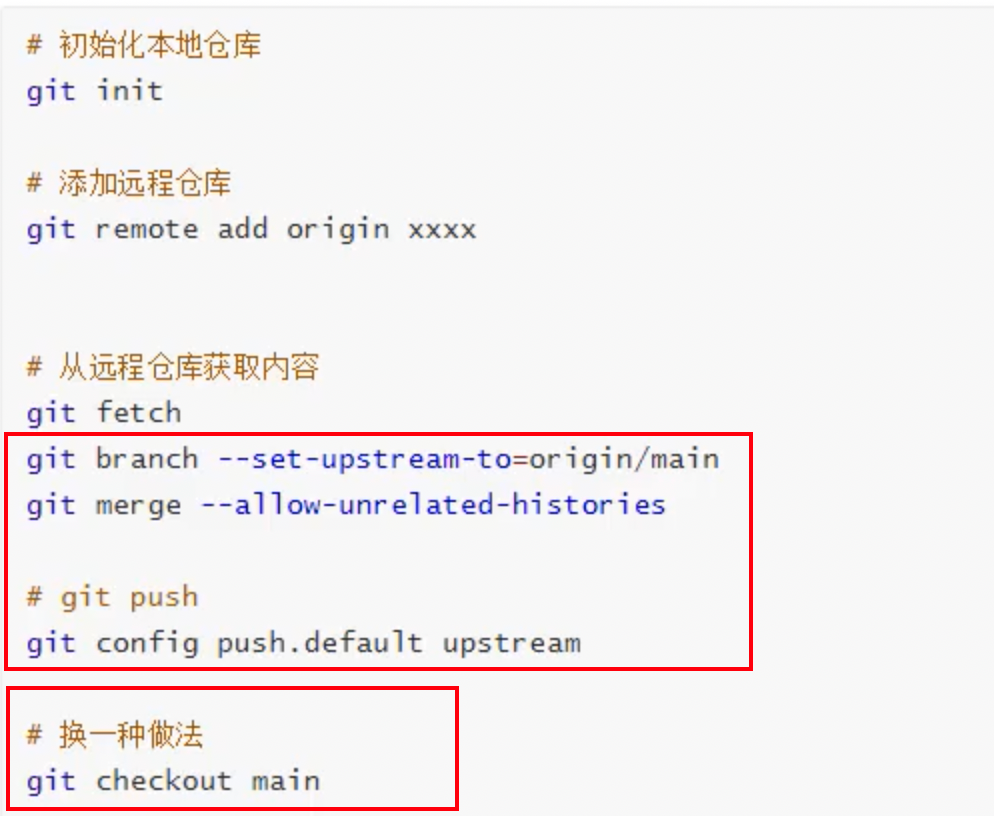 # 初始化本地仓库
git init
# 添加远程仓库
git remote add origin xxxx
# 从远程仓库获取内容
git fetch
git branch --set-upstream-to=origin/main
git merge --allow-unrelated-histories
# git push
git config push.default upstream
# 换一种做法
git checkout main